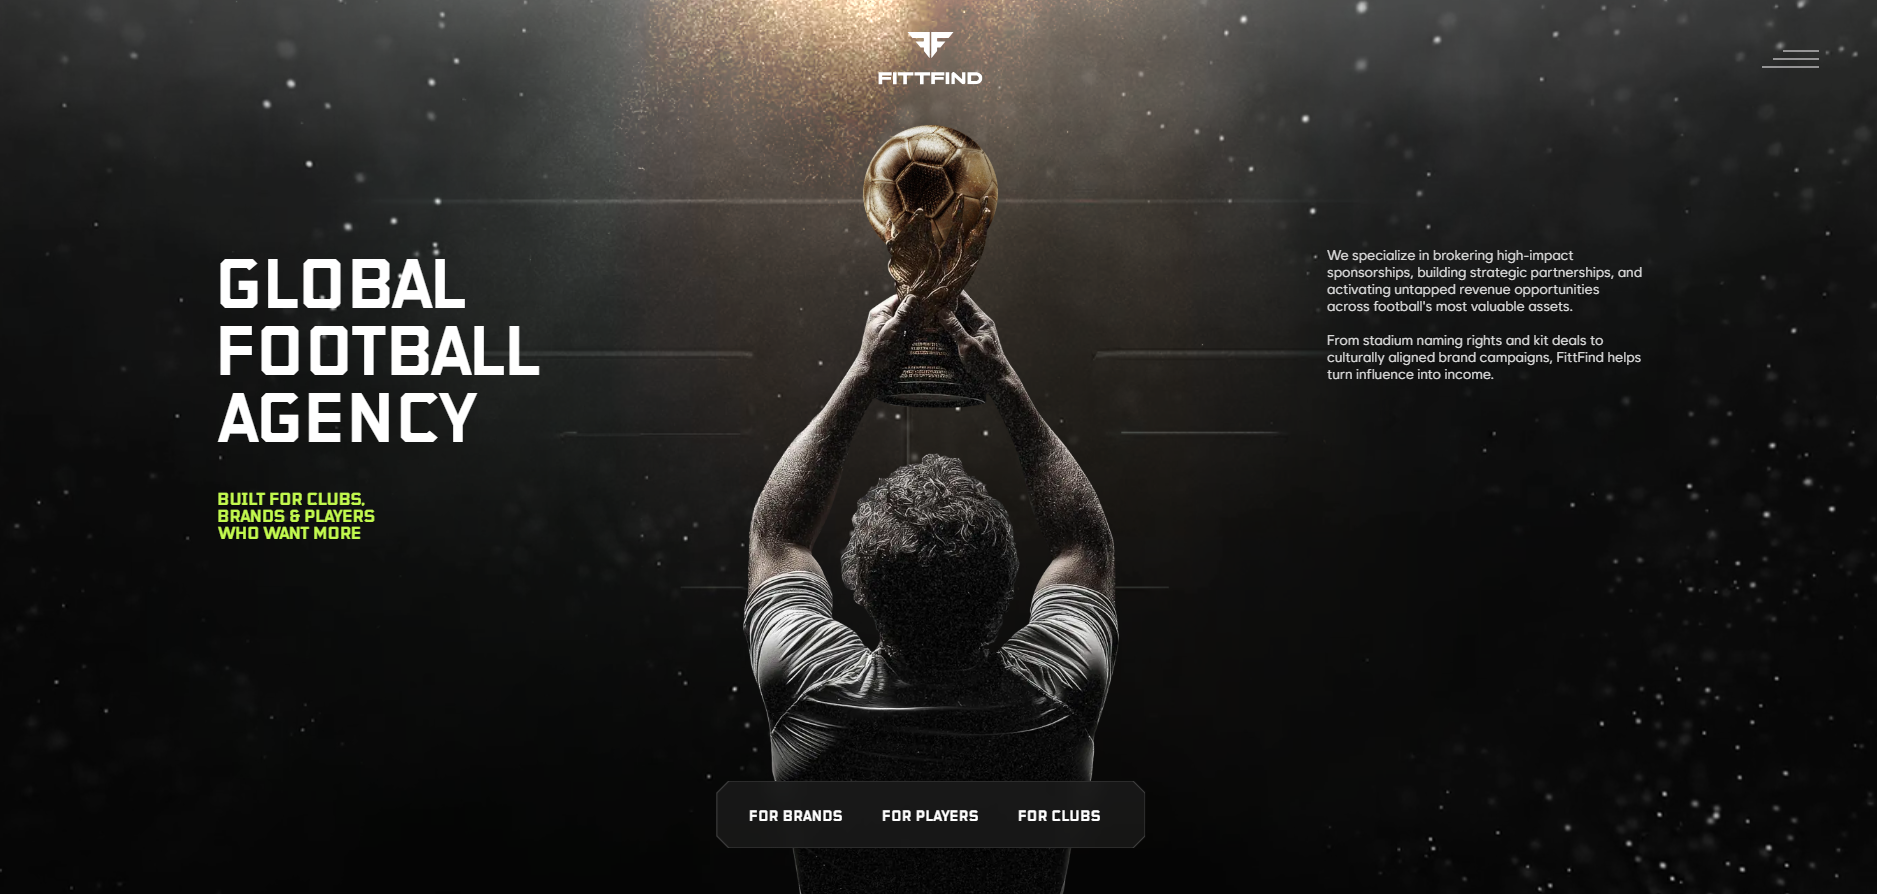 FITTFIND
GLOBAL
FOOTBALL
AGENCY
BUILT FOR CLUBS,
BRANDS & PLAYERS
WHO WANT MORE
We specialize in brokering high-impact
sponsorships, building strategic partnerships, and
activating untapped revenue opportunities
across football's most valuable assets.
From stadium naming rights and kit deals to
culturally aligned brand campaigns, FittFind helps
turn influence into income.
FOR BRANDS
FOR PLAYERS
FOR CLUBS